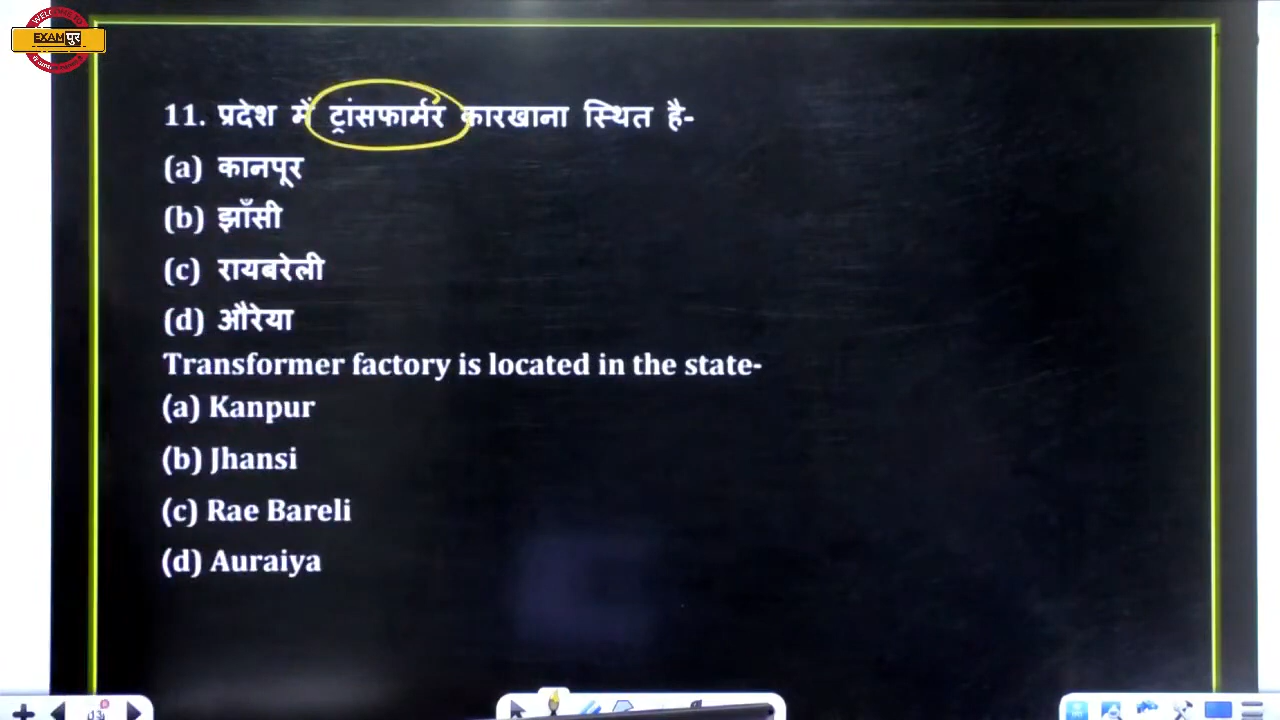 EXAMपुर
11. प्रदेश में ट्रांसफार्मर कारखाना स्थित है-
(a) कानपूर
(b) झाँसी
(c) रायबरेली
(d) औरेया
Transformer factory is located in the state-
(a) Kanpur
(b) Jhansi
(c) Rae Bareli
(d) Auraiya